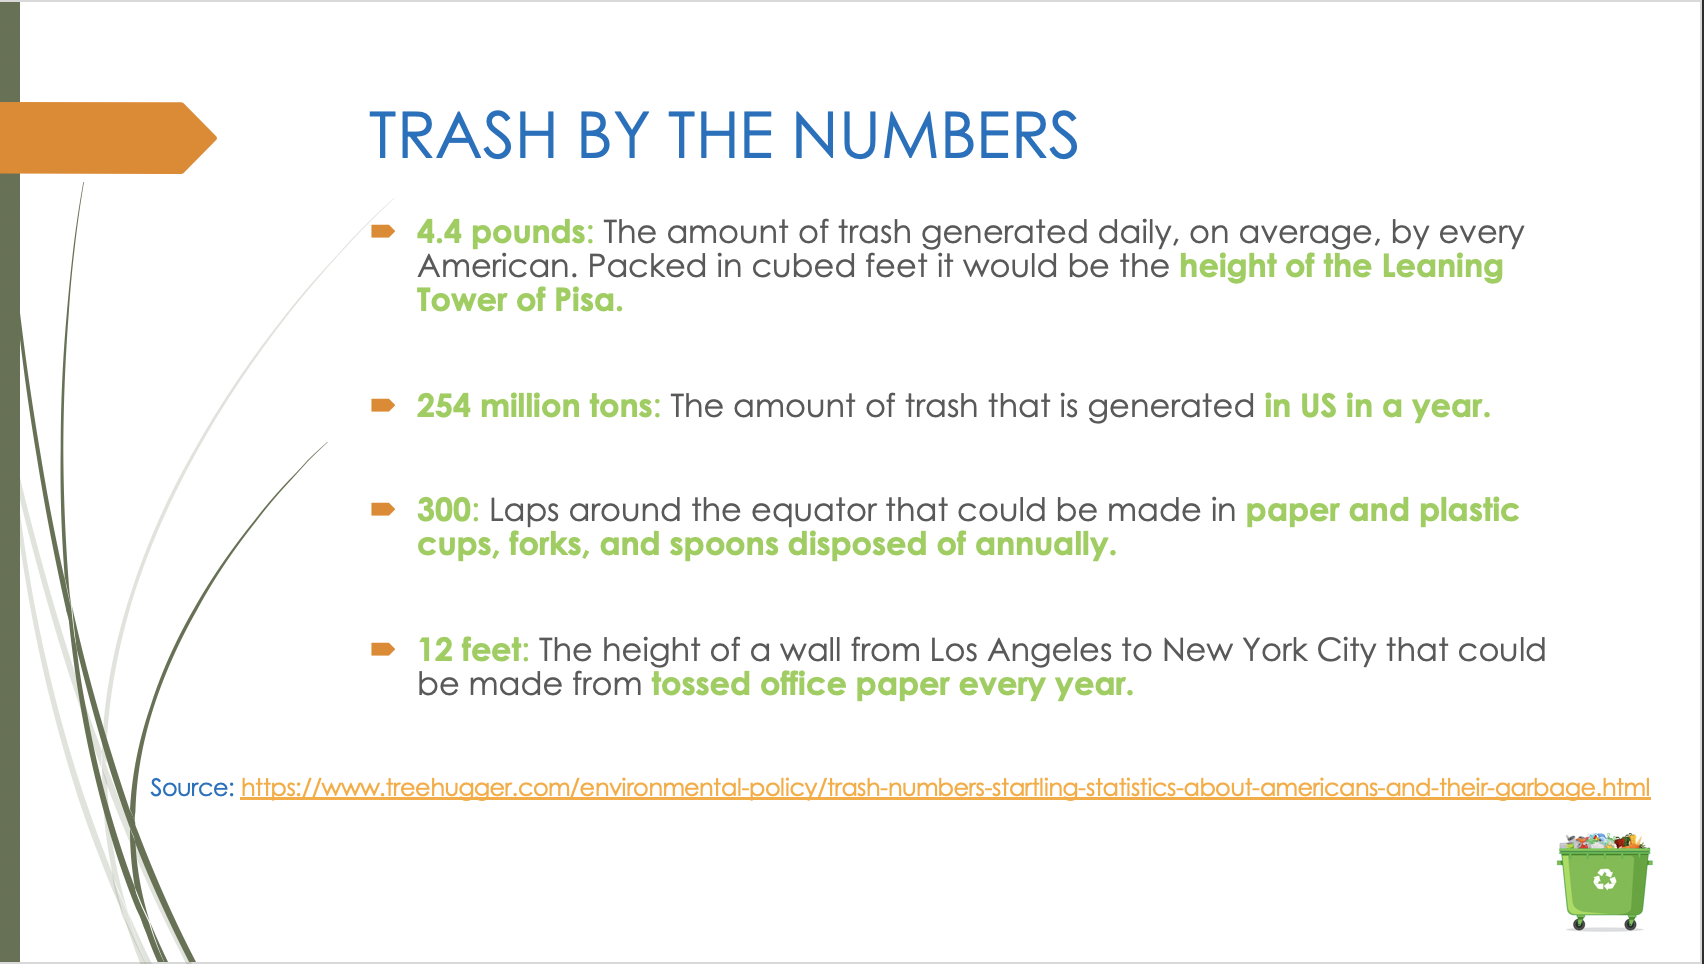 TRASH BY THE NUMBERS
4.4 pounds: The amount of trash generated daily, on average, by every
American. Packed in cubed feet it would be the height of the Leaning
Tower of Pisa.
254 million tons: The amount of trash that is generated in US in a year.
300: Laps around the equator that could be made in paper and plastic
cups, forks, and spoons disposed of annually.
12 feet: The height of a wall from Los Angeles to New York City that could
be made from tossed office paper every year.
Source: https://www.treehugger.com/environmental-policy/trash-numbers-startling-statistics-about-americans-and-their-garbage.html